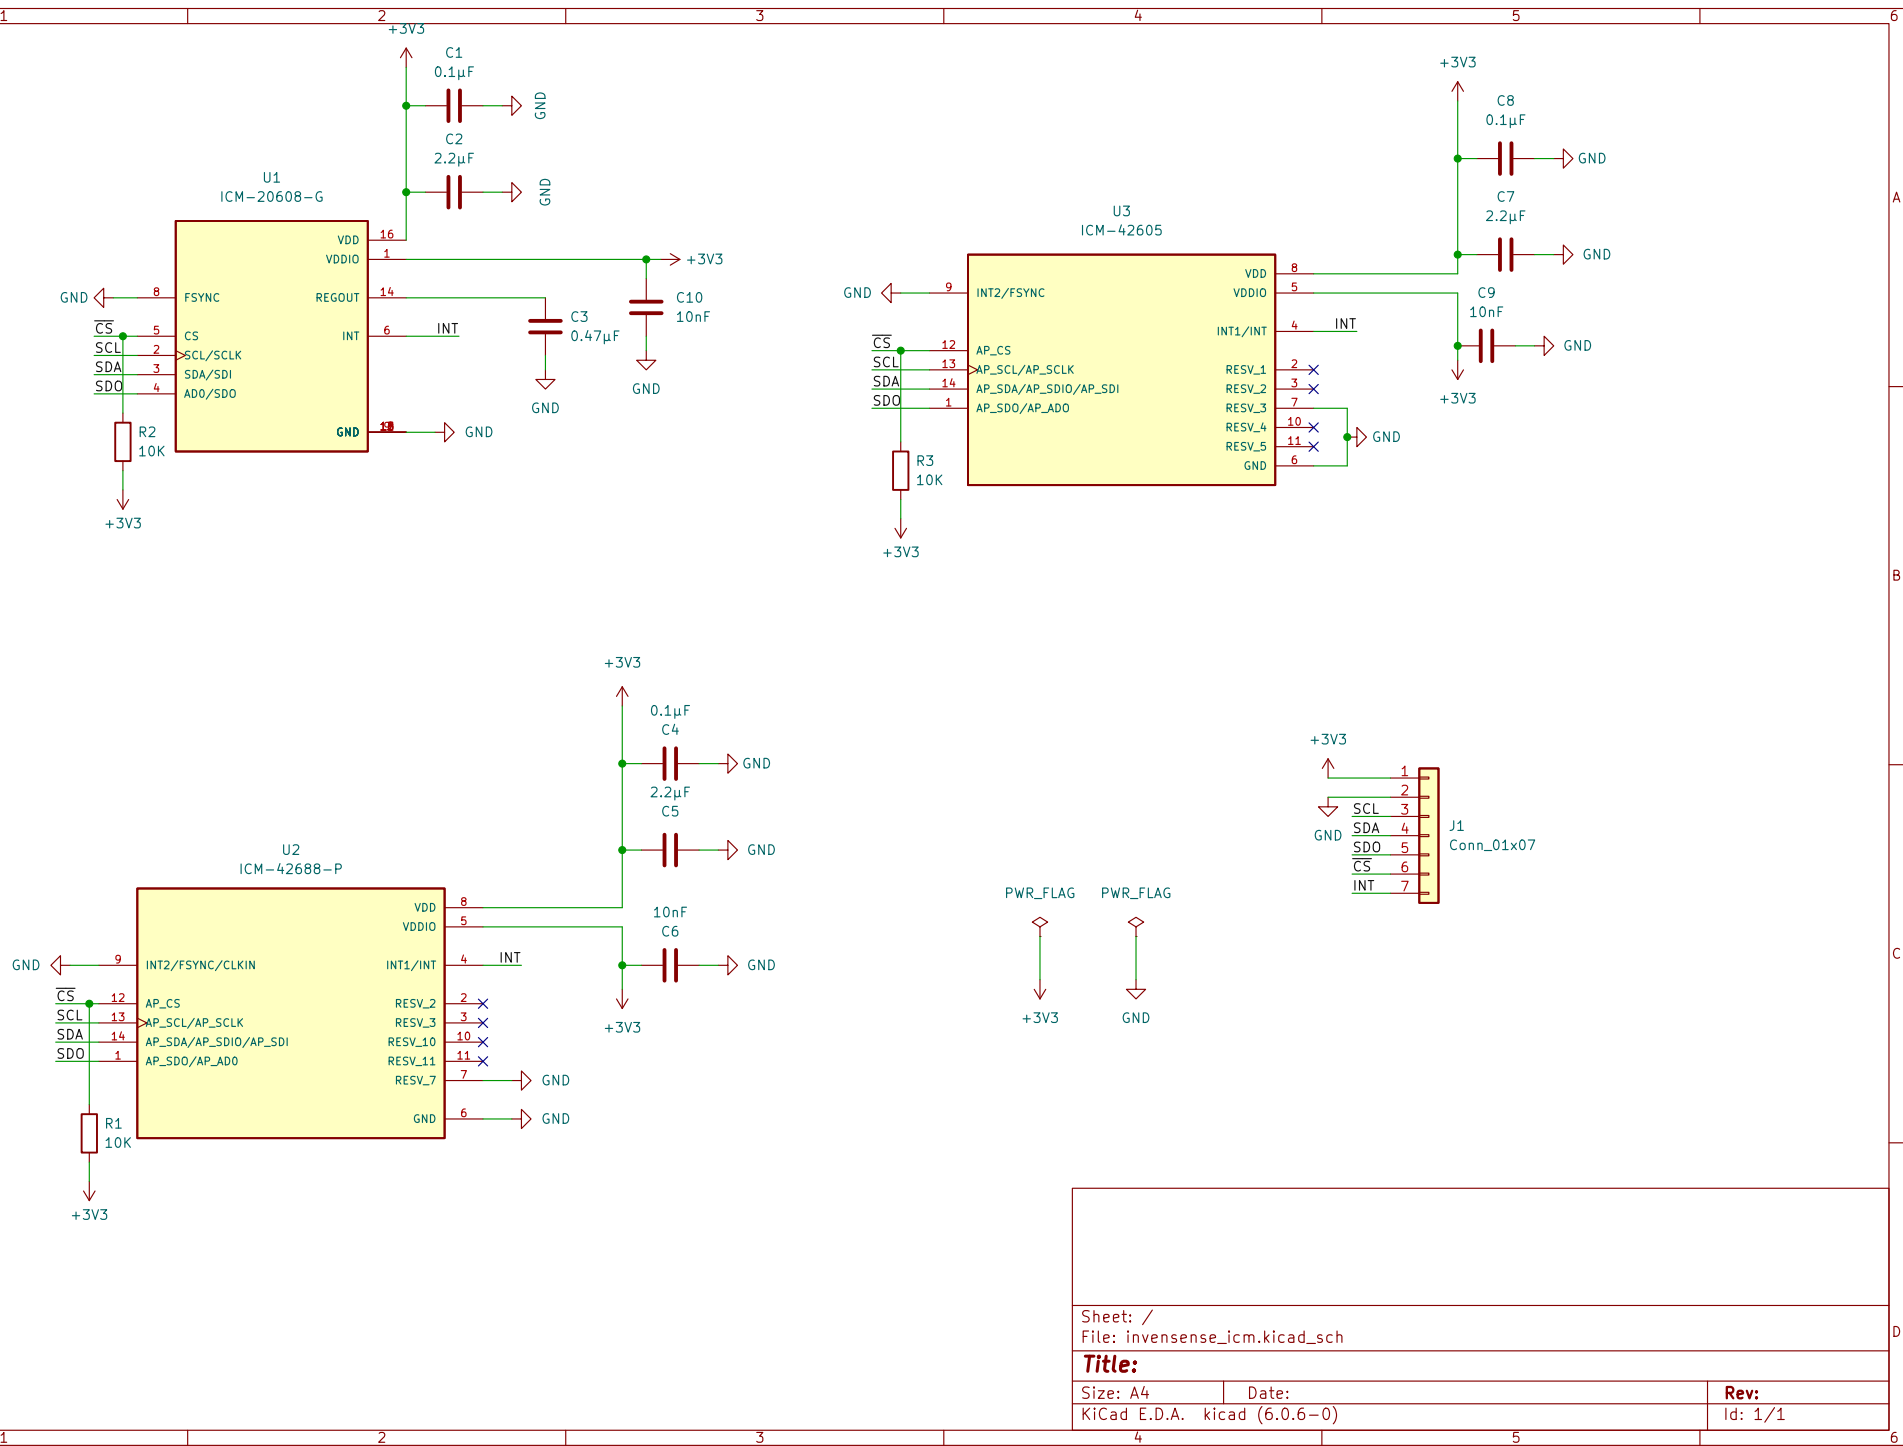 1 2 3 4 5 6
+3V3
C1
0.1µF
GND
C2
2.2µF
GND
U1
ICM-20608-G
VDD 16
VDDIO 1
+3V3
GND 8 FSYNC
REGOUT 14
C3
0.47µF
GND
C10
10nF
GND
CS 5 CS
INT 6 INT
SCL 2 SCL/SCLK
SDA 3 SDA/SDI
SDO 4 AD0/SDO
GND
GND
R2
10K
+3V3
+3V3
C8
0.1µF
GND
C7
2.2µF
GND
A
U3
ICM-42605
VDD 8
VDDIO 5
C9
10nF
GND
+3V3
GND 9 INT2/FSYNC
INT1/INT 4 INT
CS 12 AP_CS
SCL 13 AP_SCL/AP_SCLK
SDA 14 AP_SDA/AP_SDIO/AP_SDI
SDO 1 AP_SDO/AP_AD0
RESV_1 2
RESV_2 3
RESV_3 7
RESV_4 10
RESV_5 11
GND 6
GND
R3
10K
+3V3
B
+3V3
0.1µF
C4
GND
2.2µF
C5
GND
U2
ICM-42688-P
VDD 8
VDDIO 5
10nF
C6
GND
+3V3
GND 9 INT2/FSYNC/CLKIN
INT1/INT 4 INT
CS 12 AP_CS
SCL 13 AP_SCL/AP_SCLK
SDA 14 AP_SDA/AP_SDIO/AP_SDI
SDO 1 AP_SDO/AP_AD0
RESV_2 2
RESV_3 3
RESV_10 10
RESV_11 11
RESV_7 7 GND
GND 6 GND
R1
10K
+3V3
PWR_FLAG
+3V3
PWR_FLAG
GND
+3V3
1
2
GND
SCL 3
SDA 4
SDO 5
CS 6
INT 7
J1
Conn_01x07
C
Sheet: /
File: invensense_icm.kicad_sch
Title:
Size: A4 Date: Rev:
KiCad E.D.A. kicad (6.0.6-0) Id: 1/1
D
1 2 3 4 5 6